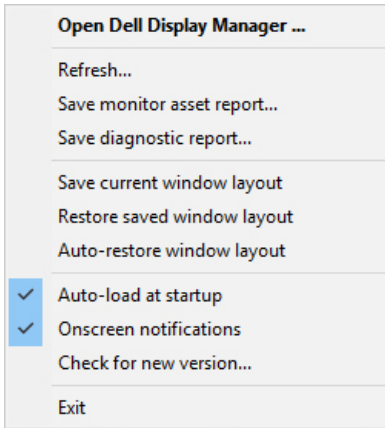 Open Dell Display Manager ...
Refresh...
Save monitor asset report...
Save diagnostic report...
Save current window layout
Restore saved window layout
Auto-restore window layout
Auto-load at startup
Onscreen notifications
Check for new version...
Exit